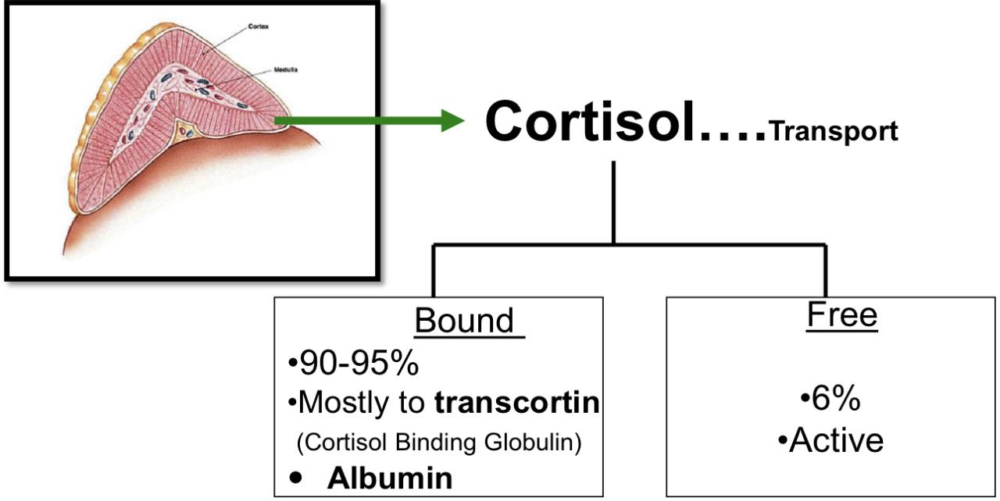 Cortex
Medulla
Cortisol....Transport
Bound
•90-95%
•Mostly to transcortin
(Cortisol Binding Globulin)
• Albumin
Free
•6%
•Active